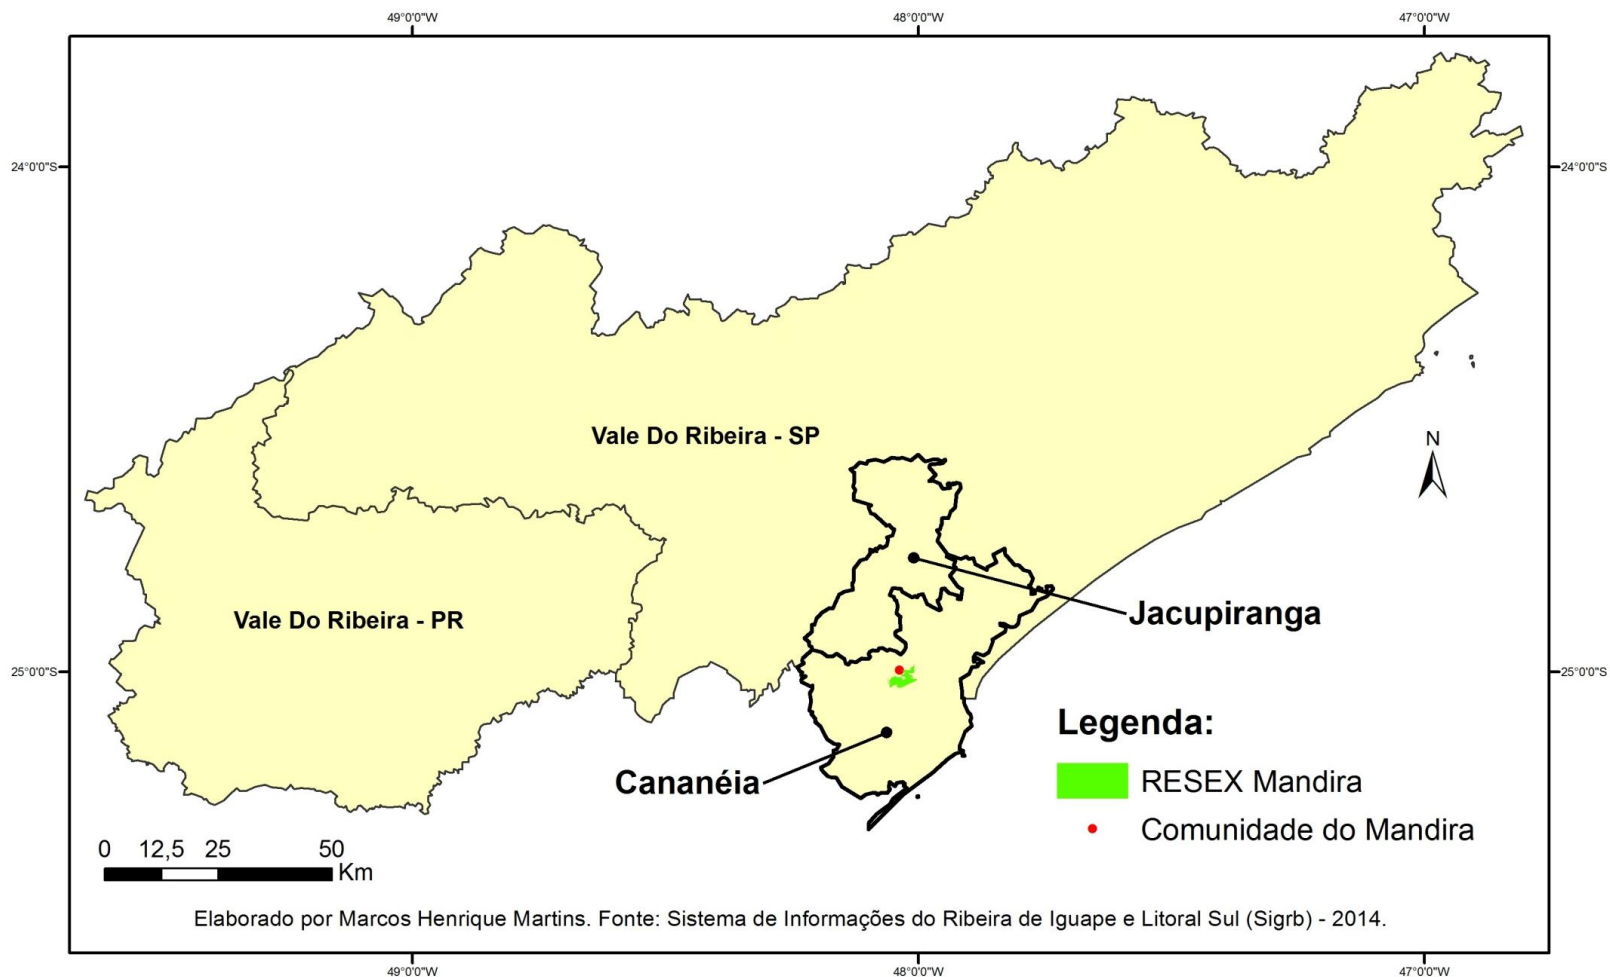 49°0'0"W
48°0'0"W
47°0'0"W
24°0'0"S
24°0'0"S
Vale Do Ribeira - SP
N
Vale Do Ribeira - PR
Jacupiranga
25°0'0"S
25°0'0"S
Legenda:
Cananéia
RESEX Mandira
Comunidade do Mandira
0 12,5 25 50
Km
Elaborado por Marcos Henrique Martins. Fonte: Sistema de Informações do Ribeira de Iguape e Litoral Sul (Sigrb) - 2014.
49°0'0"W
48°0'0"W
47°0'0"W